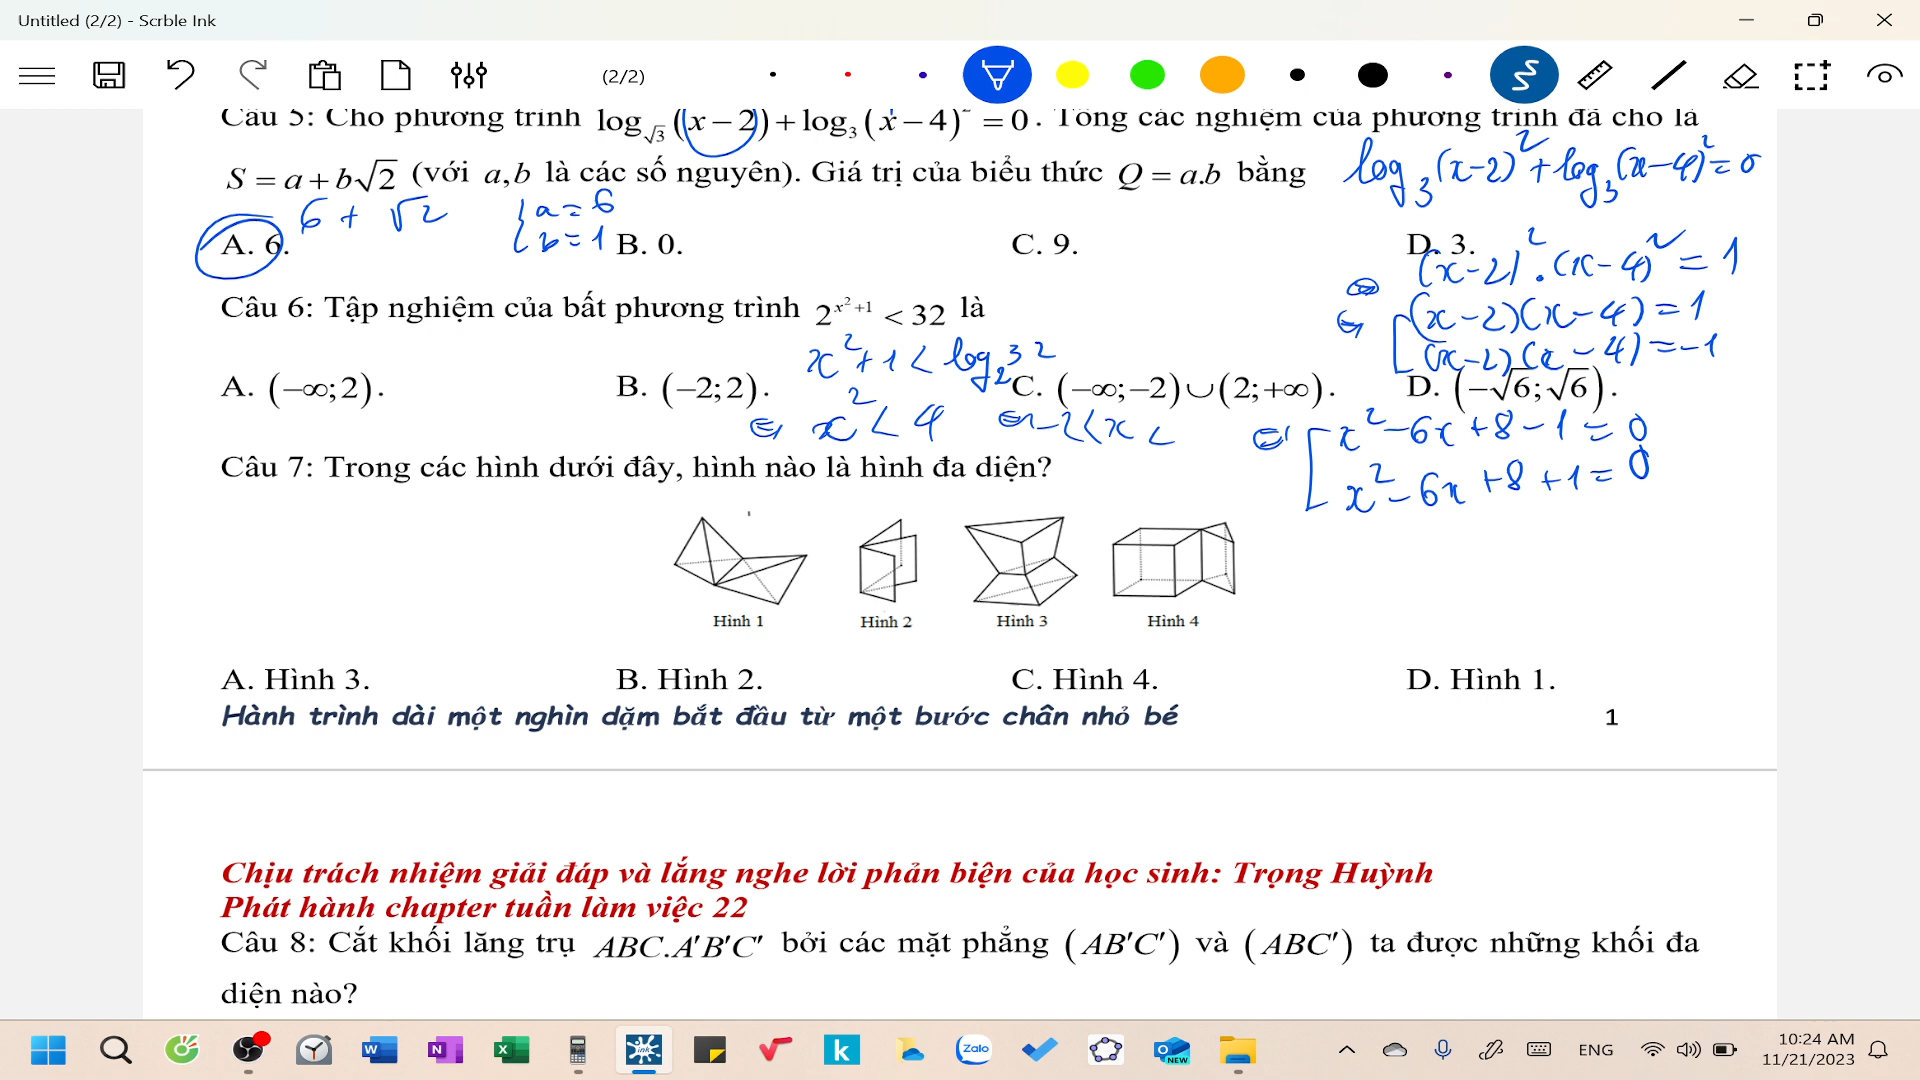 Untitled (2/2) - Scrble Ink
(2/2)
Câu 5: Cho phương trình log_√3 (x − 2) + log_3 (x − 4)² = 0. Tổng các nghiệm của phương trình đã cho là
S = a + b√2 (với a,b là các số nguyên). Giá trị của biểu thức Q = a.b bằng
log_3 (x-2)² + log_3 (x-4)² = 0
6 + √2
{ a = 6
b = 1
A. 6. B. 0. C. 9. D. 3.
(x-2)² . (x-4)² = 1
Câu 6: Tập nghiệm của bất phương trình 2^(x²+1) < 32 là
⇔ [ (x-2)(x-4) = 1
(x-2)(x-4) = -1
x² + 1 < log_2 32
A. (−∞; 2). B. (−2; 2). C. (−∞; −2) ∪ (2; +∞). D. (−√6; √6).
⇔ x² < 4 ⇔ -2 < x <
⇔ [ x² - 6x + 8 - 1 = 0
x² - 6x + 8 + 1 = 0
Câu 7: Trong các hình dưới đây, hình nào là hình đa diện?
Hình 1 Hình 2 Hình 3 Hình 4
A. Hình 3. B. Hình 2. C. Hình 4. D. Hình 1.
Hành trình dài một nghìn dặm bắt đầu từ một bước chân nhỏ bé 1
Chịu trách nhiệm giải đáp và lắng nghe lời phản biện của học sinh: Trọng Huỳnh
Phát hành chapter tuần làm việc 22
Câu 8: Cắt khối lăng trụ ABC.A'B'C' bởi các mặt phẳng (AB'C') và (ABC') ta được những khối đa
diện nào?
Zalo
NEW
ENG
10:24 AM
11/21/2023